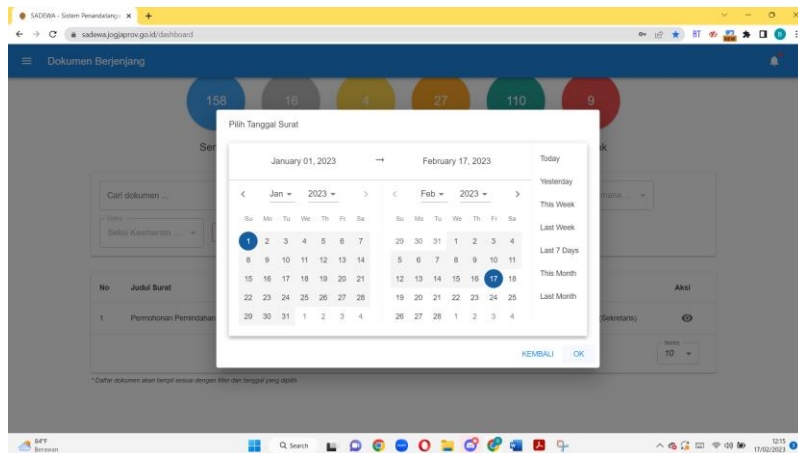 SADEWA - Sistem Penandatanga
sadewa.jogjaprov.go.id/dashboard
Dokumen Berjenjang
158 16 4 27 110 9
Pilih Tanggal Surat
January 01, 2023 → February 17, 2023
Jan 2023 Feb 2023
Su Mo Tu We Th Fr Sa Su Mo Tu We Th Fr Sa
1 2 3 4 5 6 7 29 30 31 1 2 3 4
8 9 10 11 12 13 14 5 6 7 8 9 10 11
15 16 17 18 19 20 21 12 13 14 15 16 17 18
22 23 24 25 26 27 28 19 20 21 22 23 24 25
29 30 31 1 2 3 4 26 27 28 1 2 3 4
Today
Yesterday
This Week
Last Week
Last 7 Days
This Month
Last Month
KEMBALI OK
Ser
Cari dokumen ...
Seksi Keamanan ...
No Judul Surat Aksi
1. Permohonan Pemindahan (Sekretaris)
10
* Daftar dokumen akan tampil sesuai dengan filter dan tanggal yang dipilih
84°F
Berawan
Search
12:15
17/02/2023